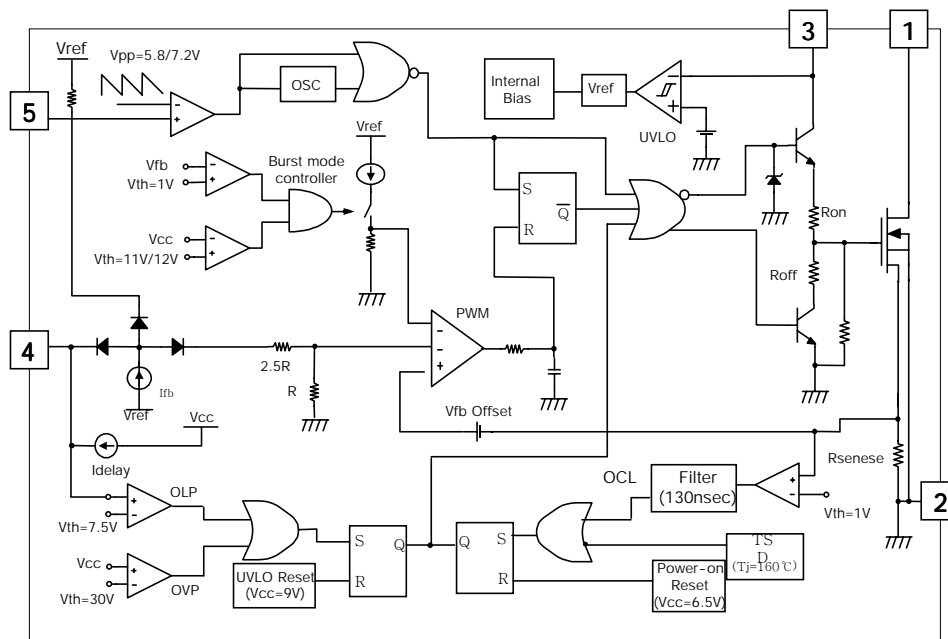 3
1
Vref
Vpp=5.8/7.2V
5
OSC
Internal
Bias
Vref
UVLO
Vref
Vfb
Vth=1V
Burst mode
controller
Vcc
Vth=11V/12V
S
Q
R
Ron
Roff
PWM
4
2.5R
R
Ifb
Vref
Vcc
Vfb Offset
Idelay
Rsenese
OLP
Vth=7.5V
OCL
Filter
(130nsec)
Vth=1V
2
S
Q
Q
S
R
R
TS
D
(Tj=160℃)
Vcc
Vth=30V
OVP
UVLO Reset
(Vcc=9V)
Power-on
Reset
(Vcc=6.5V)